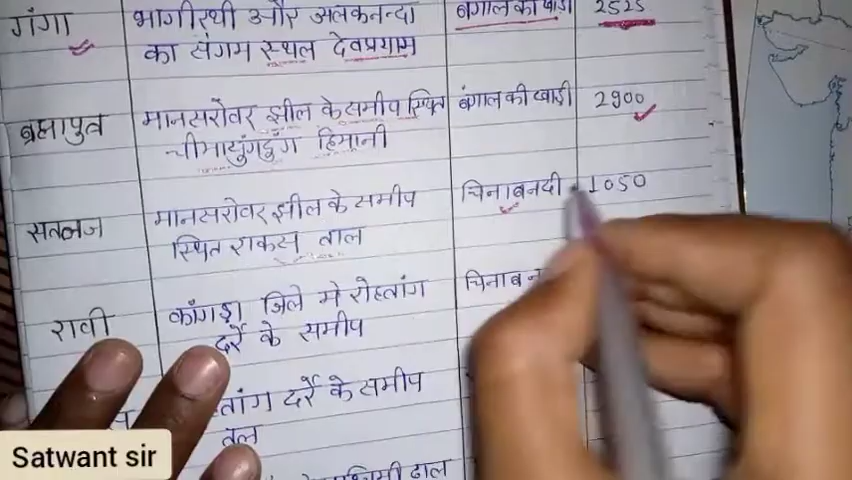 गंगा
भागीरथी और अलकनन्दा
का संगम स्थल देवप्रयाग
बंगाल की खाड़ी
2525
ब्रह्मपुत्र
मानसरोवर झील के समीप स्थित
चीमायुंगदुंग हिमानी
बंगाल की खाड़ी
2900
सतलज
मानसरोवर झील के समीप
स्थित राकस ताल
चिनाब नदी
1050
रावी
कांगड़ा जिले मे रोहतांग
दर्रे के समीप
चिनाब न
तांग दर्रे के समीप
Satwant sir